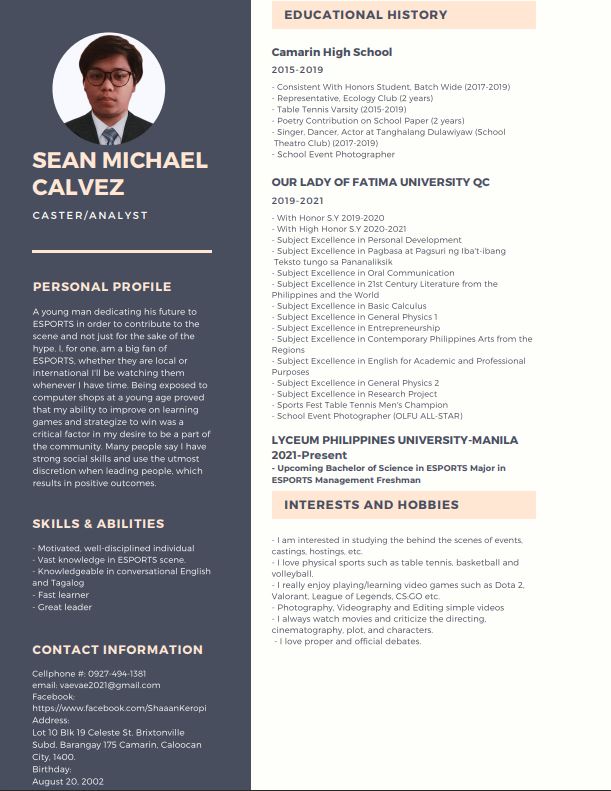 SEAN MICHAEL
CALVEZ
CASTER/ANALYST
PERSONAL PROFILE
A young man dedicating his future to
ESPORTS in order to contribute to the
scene and not just for the sake of the
hype. I, for one, am a big fan of
ESPORTS, whether they are local or
international I'll be watching them
whenever I have time. Being exposed to
computer shops at a young age proved
that my ability to improve on learning
games and strategize to win was a
critical factor in my desire to be a part of
the community. Many people say I have
strong social skills and use the utmost
discretion when leading people, which
results in positive outcomes.
SKILLS & ABILITIES
- Motivated, well-disciplined individual
- Vast knowledge in ESPORTS scene.
- Knowledgeable in conversational English
and Tagalog
- Fast learner
- Great leader
CONTACT INFORMATION
Cellphone #: 0927-494-1381
email: vaevae2021@gmail.com
Facebook:
https://www.facebook.com/ShaaanKeropi
Address:
Lot 10 Blk 19 Celeste St. Brixtonville
Subd. Barangay 175 Camarin, Caloocan
City, 1400.
Birthday:
August 20, 2002
EDUCATIONAL HISTORY
Camarin High School
2015-2019
- Consistent With Honors Student, Batch Wide (2017-2019)
- Representative, Ecology Club (2 years)
- Table Tennis Varsity (2015-2019)
- Poetry Contribution on School Paper (2 years)
- Singer, Dancer, Actor at Tanghalang Dulawiyaw (School
Theatro Club) (2017-2019)
- School Event Photographer
OUR LADY OF FATIMA UNIVERSITY QC
2019-2021
- With Honor S.Y 2019-2020
- With High Honor S.Y 2020-2021
- Subject Excellence in Personal Development
- Subject Excellence in Pagbasa at Pagsuri ng Iba't-ibang
Teksto tungo sa Pananaliksik
- Subject Excellence in Oral Communication
- Subject Excellence in 21st Century Literature from the
Philippines and the World
- Subject Excellence in Basic Calculus
- Subject Excellence in General Physics 1
- Subject Excellence in Entrepreneurship
- Subject Excellence in Contemporary Philippines Arts from the
Regions
- Subject Excellence in English for Academic and Professional
Purposes
- Subject Excellence in General Physics 2
- Subject Excellence in Research Project
- Sports Fest Table Tennis Men's Champion
- School Event Photographer (OLFU ALL-STAR)
LYCEUM PHILIPPINES UNIVERSITY-MANILA
2021-Present
- Upcoming Bachelor of Science in ESPORTS Major in
ESPORTS Management Freshman
INTERESTS AND HOBBIES
- I am interested in studying the behind the scenes of events,
castings, hostings, etc.
- I love physical sports such as table tennis, basketball and
volleyball.
- I really enjoy playing/learning video games such as Dota 2,
Valorant, League of Legends, CS:GO etc.
- Photography, Videography and Editing simple videos
- I always watch movies and criticize the directing,
cinematography, plot, and characters.
- I love proper and official debates.